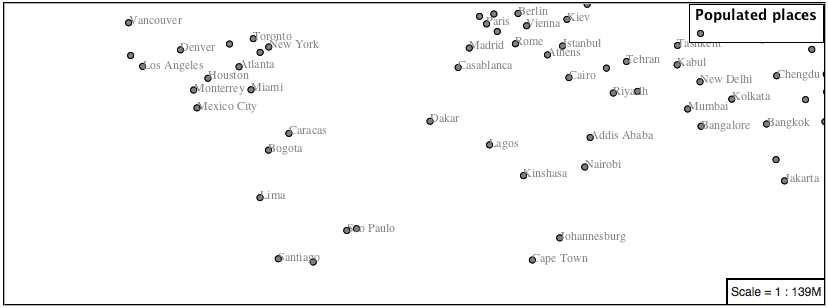 Populated places
Vancouver
Toronto
Denver
New York
Los Angeles
Atlanta
Houston
Monterrey
Miami
Mexico City
Caracas
Bogota
Lima
Sao Paulo
Santiago
Berlin
Paris
Vienna
Kiev
Madrid
Rome
Istanbul
Athens
Casablanca
Cairo
Tehran
Riyadh
Dakar
Lagos
Addis Ababa
Kinshasa
Nairobi
Johannesburg
Cape Town
Tashkent
Kabul
New Delhi
Chengdu
Kolkata
Mumbai
Bangalore
Bangkok
Jakarta
Scale = 1 : 139M